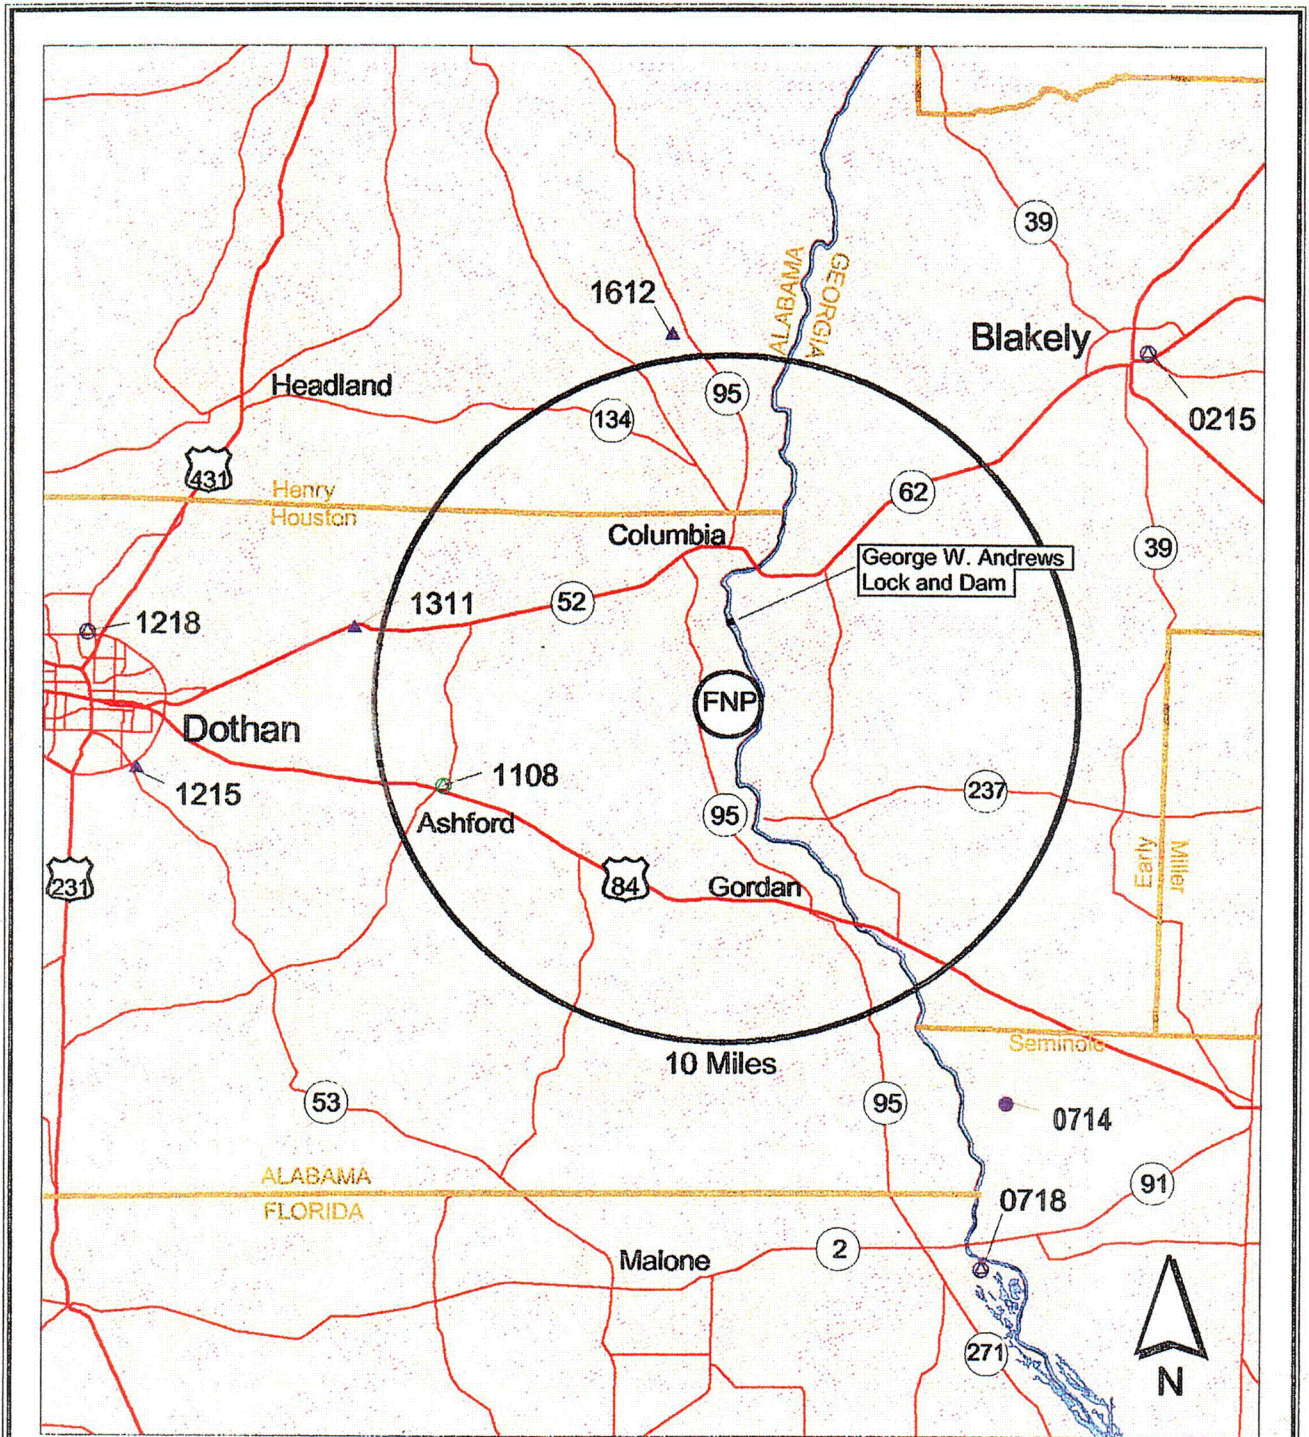 39
ALABAMA
GEORGIA
1612
Blakely
Headland
95
134
0215
431
Henry
Houston
62
Columbia
39
George W. Andrews
Lock and Dam
52
1311
1218
FNP
Dothan
1108
1215
237
95
Ashford
Early
Miller
231
84
Gordan
Seminole
10 Miles
53
95
0714
ALABAMA
FLORIDA
91
0718
Malone
2
271
N